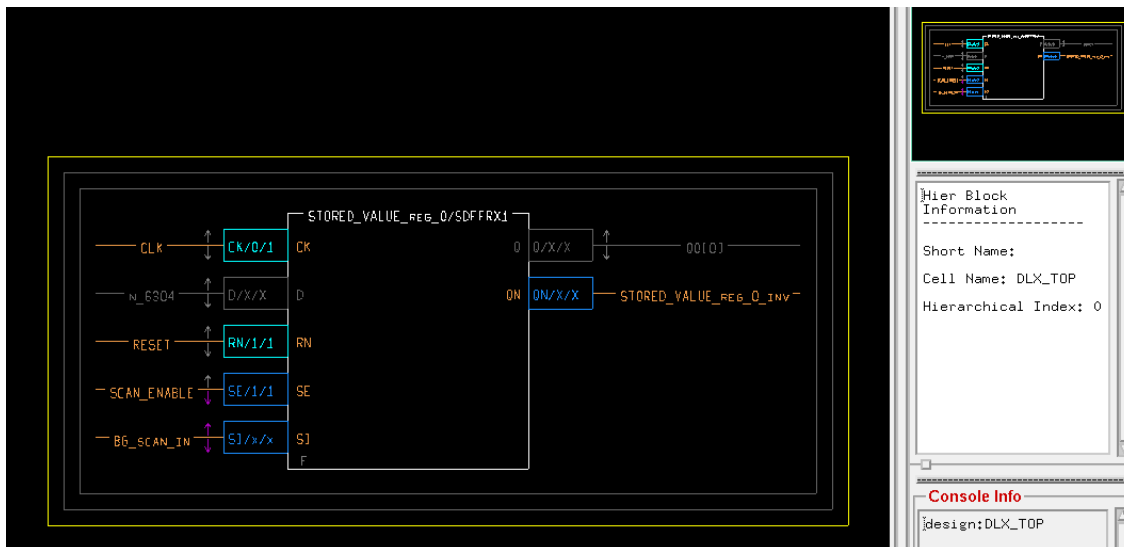 STORED_VALUE_REG_0/SDFFRX1
CLK CK/0/1 CK Q Q/X/X OO[0]
N_6304 D/X/X D QN QN/X/X STORED_VALUE_REG_0_INV
RESET RN/1/1 RN
SCAN_ENABLE SE/1/1 SE
BG_SCAN_IN SI/x/x SI
F
Hier Block
Information
--------------------
Short Name:
Cell Name: DLX_TOP
Hierarchical Index: 0
Console Info
design:DLX_TOP